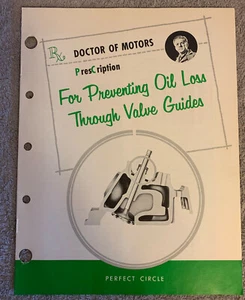 Rx
DOCTOR OF MOTORS
PresCription
For Preventing Oil Loss
Through Valve Guides
PERFECT CIRCLE